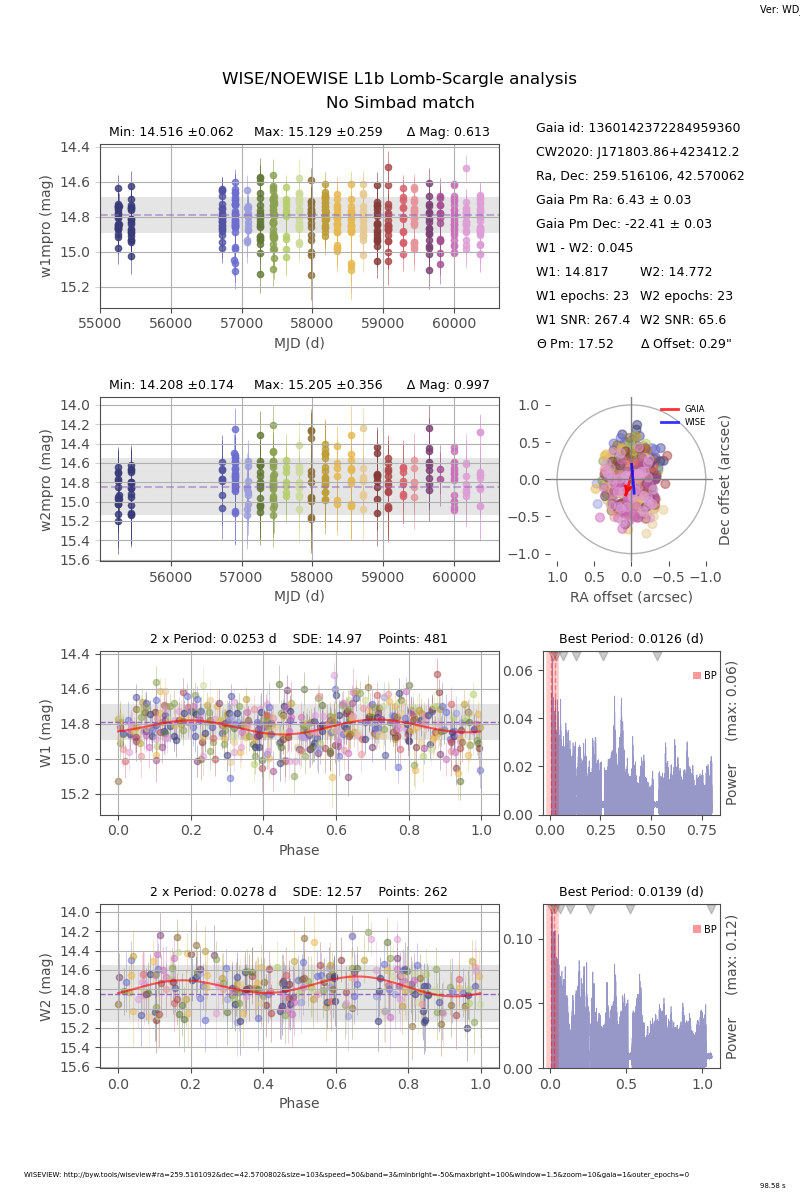 Ver: WD
WISE/NOEWISE L1b Lomb-Scargle analysis
No Simbad match
Min: 14.516 ±0.062 Max: 15.129 ±0.259 Δ Mag: 0.613
14.4
14.6
14.8
15.0
15.2
w1mpro (mag)
55000 56000 57000 58000 59000 60000
MJD (d)
Gaia id: 1360142372284959360
CW2020: J171803.86+423412.2
Ra, Dec: 259.516106, 42.570062
Gaia Pm Ra: 6.43 ± 0.03
Gaia Pm Dec: -22.41 ± 0.03
W1 - W2: 0.045
W1: 14.817 W2: 14.772
W1 epochs: 23 W2 epochs: 23
W1 SNR: 267.4 W2 SNR: 65.6
Θ Pm: 17.52 Δ Offset: 0.29"
Min: 14.208 ±0.174 Max: 15.205 ±0.356 Δ Mag: 0.997
14.0
14.2
14.4
14.6
14.8
15.0
15.2
15.4
15.6
w2mpro (mag)
56000 57000 58000 59000 60000
MJD (d)
GAIA
WISE
1.0
0.5
0.0
−0.5
−1.0
Dec offset (arcsec)
1.0 0.5 0.0 −0.5 −1.0
RA offset (arcsec)
2 x Period: 0.0253 d SDE: 14.97 Points: 481
14.4
14.6
14.8
15.0
15.2
W1 (mag)
0.0 0.2 0.4 0.6 0.8 1.0
Phase
Best Period: 0.0126 (d)
BP
0.06
0.04
0.02
0.00
Power (max: 0.06)
0.00 0.25 0.50 0.75
2 x Period: 0.0278 d SDE: 12.57 Points: 262
14.0
14.2
14.4
14.6
14.8
15.0
15.2
15.4
15.6
W2 (mag)
0.0 0.2 0.4 0.6 0.8 1.0
Phase
Best Period: 0.0139 (d)
BP
0.10
0.05
0.00
Power (max: 0.12)
0.0 0.5 1.0
WISEVIEW: http://byw.tools/wiseview#ra=259.5161092&dec=42.5700802&size=103&speed=50&band=3&minbright=-50&maxbright=100&window=1.5&zoom=10&gaia=1&outer_epochs=0
98.58 s